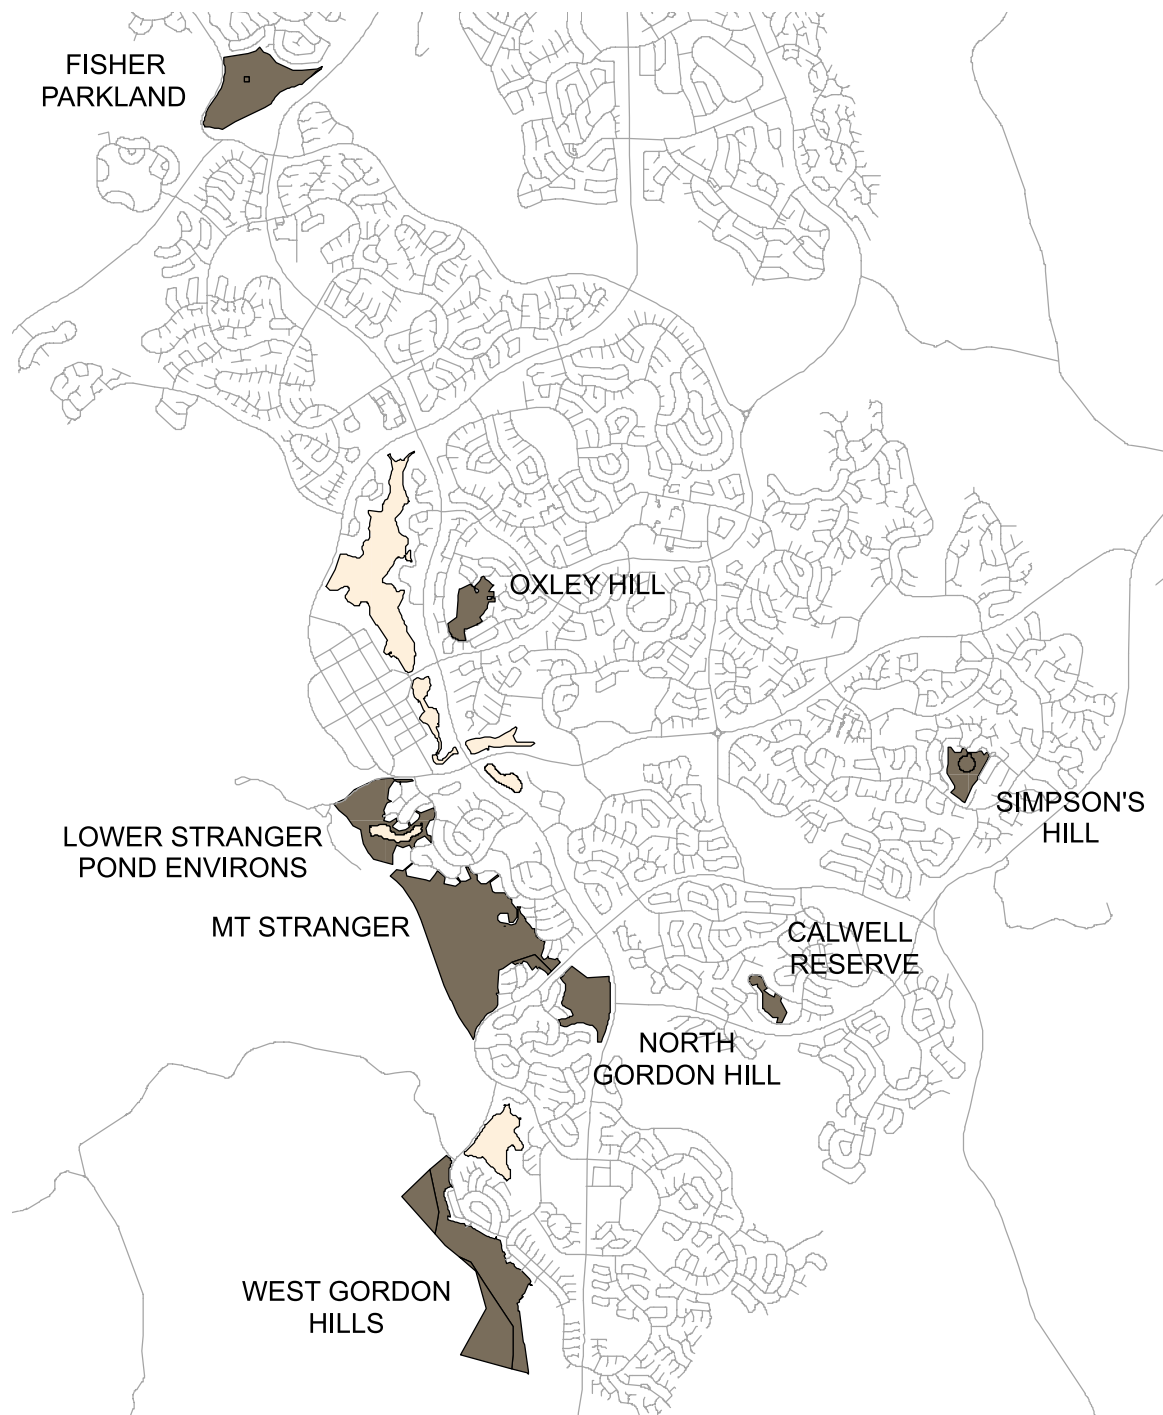 FISHER
PARKLAND
OXLEY HILL
SIMPSON'S
HILL
LOWER STRANGER
POND ENVIRONS
MT STRANGER
CALWELL
RESERVE
NORTH
GORDON HILL
WEST GORDON
HILLS